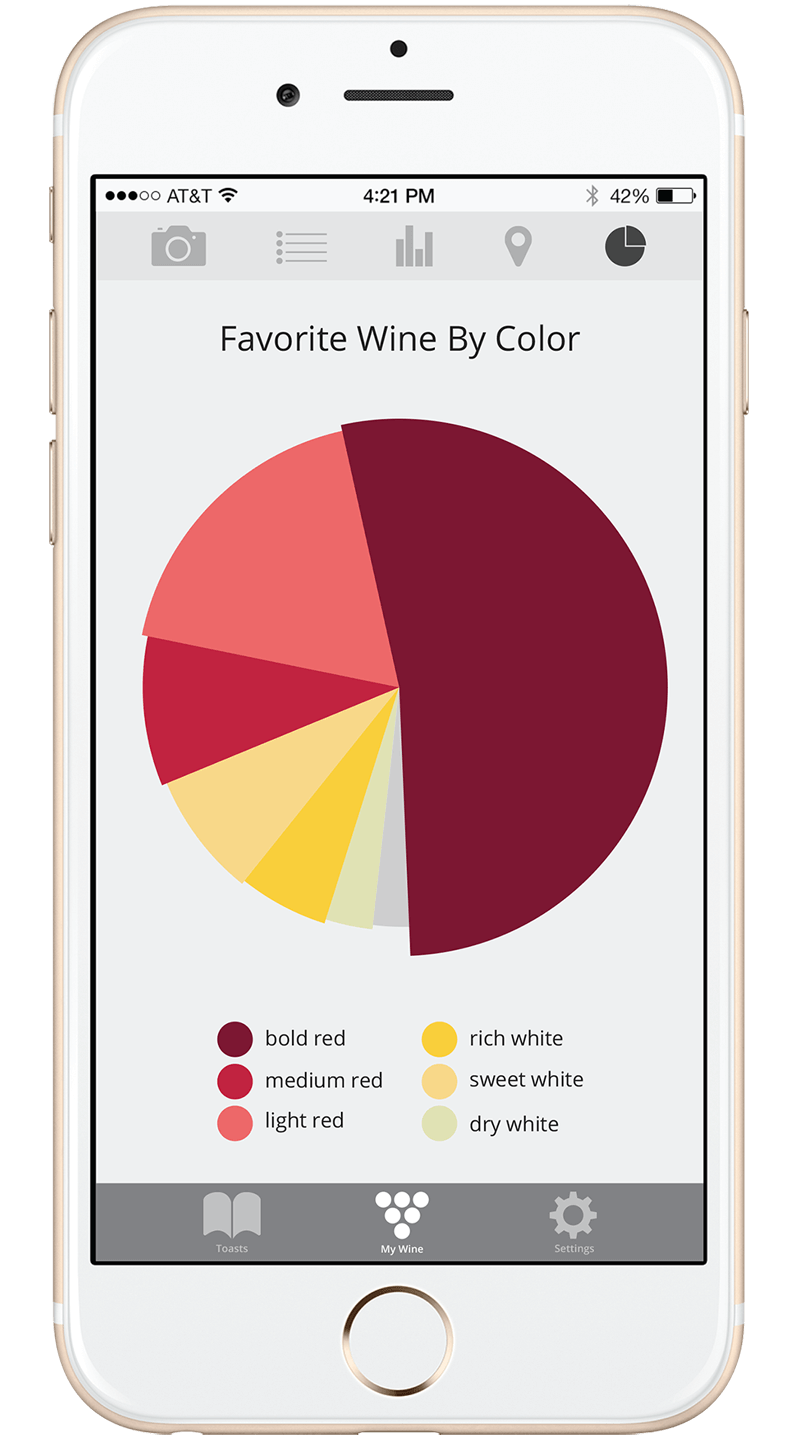 AT&T 4:21 PM 42%
Favorite Wine By Color
bold red rich white
medium red sweet white
light red dry white
Toasts My Wine Settings